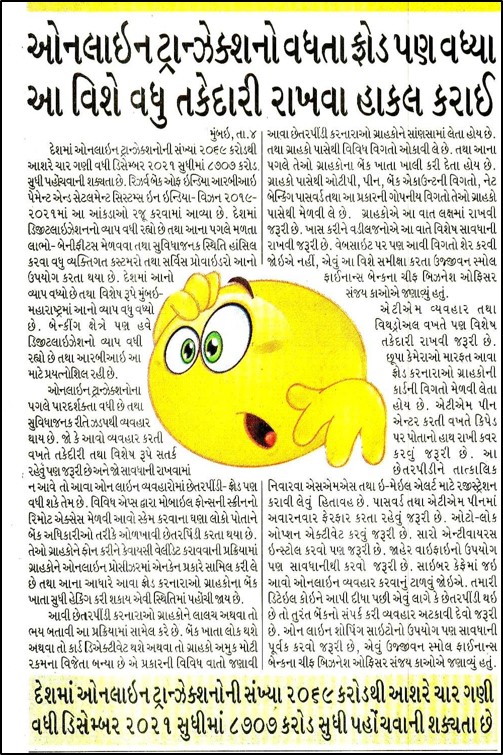 ઓનલાઇન ટ્રાન્ઝેક્શનો વધતા ફ્રોડ પણ વધ્યા
આ વિશે વધુ તકેદારી રાખવા હાકલ કરાઈ
મુંબઇ, તા.૪
દેશમાં ઓનલાઇન ટ્રાન્ઝેક્શનોની સંખ્યા ૨૦૬૯ કરોડથી
આશરે ચાર ગણી વધી ડિસેમ્બર ૨૦૨૧ સુધીમાં ૮૭૦૭ કરોડ
સુધી પહોંચવાની શક્યતા છે. રિઝર્વ બેંક ઓફ ઇન્ડિયા આરબીઆઇ
પેમેન્ટ એન્ડ સેટલમેન્ટ સિસ્ટમ્સ ઇન ઇન્ડિયા- વિઝન ૨૦૧૯-
૨૦૨૧માં આ આંકડાઓ રજૂ કરવામાં આવ્યા છે. દેશમાં
ડિજીટલાઇઝેશનનો વ્યાપ વધ્યો છે તથા આના પગલે મળતા
લાભો- બેનીફીટસ મેળવવા તથા સુવિધાજનક સ્થિતિ હાંસિલ
કરવા વધુ વ્યક્તિગત કસ્ટમરો તથા સર્વિસ પ્રોવાઇડરો આનો
ઉપયોગ કરતા થયા છે. દેશમાં આનો
વ્યાપ વધ્યો છે તથા વિશેષ રૂપે મુંબઇ-
મહારાષ્ટ્રમાં આનો વ્યાપ વધુ વધ્યો
છે. બેન્કીંગ ક્ષેત્રે પણ હવે
ડિજીટલાઇઝેશનો વ્યાપ વધી
રહ્યો છે તથા આરબીઆઇ આ
માટે પ્રયત્નોશિલ રહી છે.
ઓનલાઇન ટ્રાન્ઝેક્શનોના
પગલે પારદર્શકતા વધી છે તથા
સુવિધાજનક રીતે ઝડપથી વ્યવહાર
થાય છે. જો કે આવો વ્યવહાર કરતી
વખતે તકેદારી તથા વિશેષ રૂપે સતર્ક
રહેવું પણ જરૂરી છે અને જો સાવધાની રાખવામાં
ન આવે તો આવા ઓન લાઇન વ્યવહારોમાં છેતરપીંડી- ફ્રોડ પણ
વધી શકે તેમ છે. વિવિધ એપ્સ દ્વારા મોબાઇલ ફોન્સની સ્ક્રીનનો
રિમોટ એક્સેસ મેળવી આવો સ્કેમ કરવાના ઘણા લોકો પોતાને
બેંક અધિકારીઓ તરીકે ઓળખાવી છેતરપિંડી કરતા થયા છે.
તેઓ ગ્રાહકોને ફોન કરીને કેવાયસી વેલીડેટ કરાવવાની પ્રક્રિયામાં
ગ્રાહકોને ઓનલાઇન પ્રોસીઝરમાં એનકેન પ્રકારે સામિલ કરી લે
છે તથા આના આધારે આવા ફ્રોડ કરનારાઓ ગ્રાહકોના બેંક
ખાતા સુધી હેકિંગ કરી શકાય એવી સ્થિતિમાં પહોંચી જાય છે.
આવી છેતરપીંડી કરનારાઓ ગ્રાહકોને લાલચ અથવા તો
ભય બતાવી આ પ્રક્રિયામાં સામેલ કરે છે. બેંક ખાતા લોક થશે
અથવા તો કાર્ડ ડિએક્ટીવેટ થશે અથવા તો ગ્રાહકો અમુક મોટી
રકમના વિજેતા બન્યા છે એ પ્રકારની વિવિધ વાતો જણાવી
આવા છેતરપીંડી કરનારાઓ ગ્રાહકોને સાંણસામાં લેતા હોય છે.
તથા ગ્રાહકો પાસેથી વિવિધ વિગતો ઓકાવી લે છે. તથા આના
પગલે તેઓ ગ્રાહકોના બેંક ખાતા ખાલી કરી દેતા હોય છે.
ગ્રાહકો પાસેથી ઓટીપી, પીન, બેંક એકાઉન્ટની વિગતો, નેટ
બેન્કિંગ પાસવર્ડ તથા આ પ્રકારની ગોપનીય વિગતો તેઓ ગ્રાહકો
પાસેથી મેળવી લે છે. ગ્રાહકોએ આ વાત લક્ષમાં રાખવી
જરૂરી છે. ખાસ કરીને વડીલજનોએ આ વાતે વિશેષ સાવધાની
રાખવી જરૂરી છે. વેબસાઇટ પર પણ આવી વિગતો શેર કરવી
જોઇએ નહીં, એવું આ વિશે સમીક્ષા કરતા ઉજ્જીવન સ્મોલ
ફાઈનાન્સ બેન્કના ચીફ બિઝનેશ ઓફિસર
સંજય કાઓએ જણાવ્યું હતું.
એટીએમ વ્યવહાર તથા
વિથડ્રોઅલ વખતે પણ વિશેષ
તકેદારી રાખવી જરૂરી છે.
છૂપા કેમેરાઓ મારફત આવા
ફ્રોડ કરનારાઓ ગ્રાહકોની
કાર્ડની વિગતો મેળવી લેતા
હોય છે. એટીએમ પીન
એન્ટર કરતી વખતે કિપેડ
પર પોતાનો હાથ રાખી કવર
કરવું જરૂરી છે. આ
છેતરપીંડીને તાત્કાલિક
નિવારવા એસએમએસ તથા ઇ-મેઇલ એલર્ટ માટે રજીસ્ટ્રેશન
કરાવી લેવું હિતાવહ છે. પાસવર્ડ તથા એટીએમ પીનમાં
અવારનવાર ફેરફાર કરતા રહેવું જરૂરી છે. ઓટો-લોક
ઓપ્શન એક્ટીવેટ કરવું જરૂરી છે. સારો એન્ટીવાયરસ
ઇન્સ્ટોલ કરવો પણ જરૂરી છે. જાહેર વાઇફાઇનો ઉપયોગ
પણ સાવધાનીથી કરવો જરૂરી છે. સાઇબર કેફેમાં જઇ
આવો ઓનલાઇન વ્યવહાર કરવાનું ટાળવું જોઇએ. તમારી
ડિટેઇલ કોઇને આપી દીધા પછી એવું લાગે કે છેતરપીંડી થઇ
છે તો તુરંત બેંકનો સંપર્ક કરી વ્યવહાર અટકાવી દેવો જરૂરી
છે. ઓન લાઇન શોપિંગ સાઇટોનો ઉપયોગ પણ સાવધાની
પૂર્વક કરવો જરૂરી છે, એવું ઉજ્જીવન સ્મોલ ફાઈનાન્સ
બેન્કના ચીફ બિઝનેશ ઓફિસર સંજય કાઓએ જણાવ્યું હતું.
દેશમાં ઓનલાઇન ટ્રાન્ઝેક્શનોની સંખ્યા ૨૦૬૯ કરોડથી આશરે ચાર ગણી
વધી ડિસેમ્બર ૨૦૨૧ સુધીમાં ૮૭૦૭ કરોડ સુધી પહોંચવાની શક્યતા છે